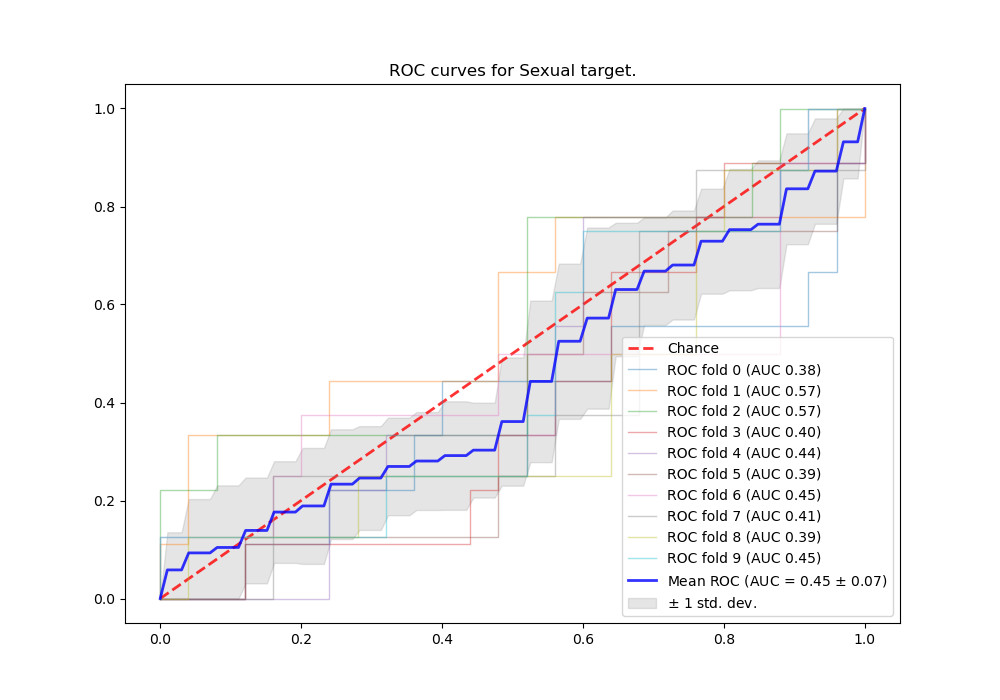 ROC curves for Sexual target.
1.0
0.8
0.6
0.4
0.2
0.0
0.0 0.2 0.4 0.6 0.8 1.0
Chance
ROC fold 0 (AUC 0.38)
ROC fold 1 (AUC 0.57)
ROC fold 2 (AUC 0.57)
ROC fold 3 (AUC 0.40)
ROC fold 4 (AUC 0.44)
ROC fold 5 (AUC 0.39)
ROC fold 6 (AUC 0.45)
ROC fold 7 (AUC 0.41)
ROC fold 8 (AUC 0.39)
ROC fold 9 (AUC 0.45)
Mean ROC (AUC = 0.45 ± 0.07)
± 1 std. dev.